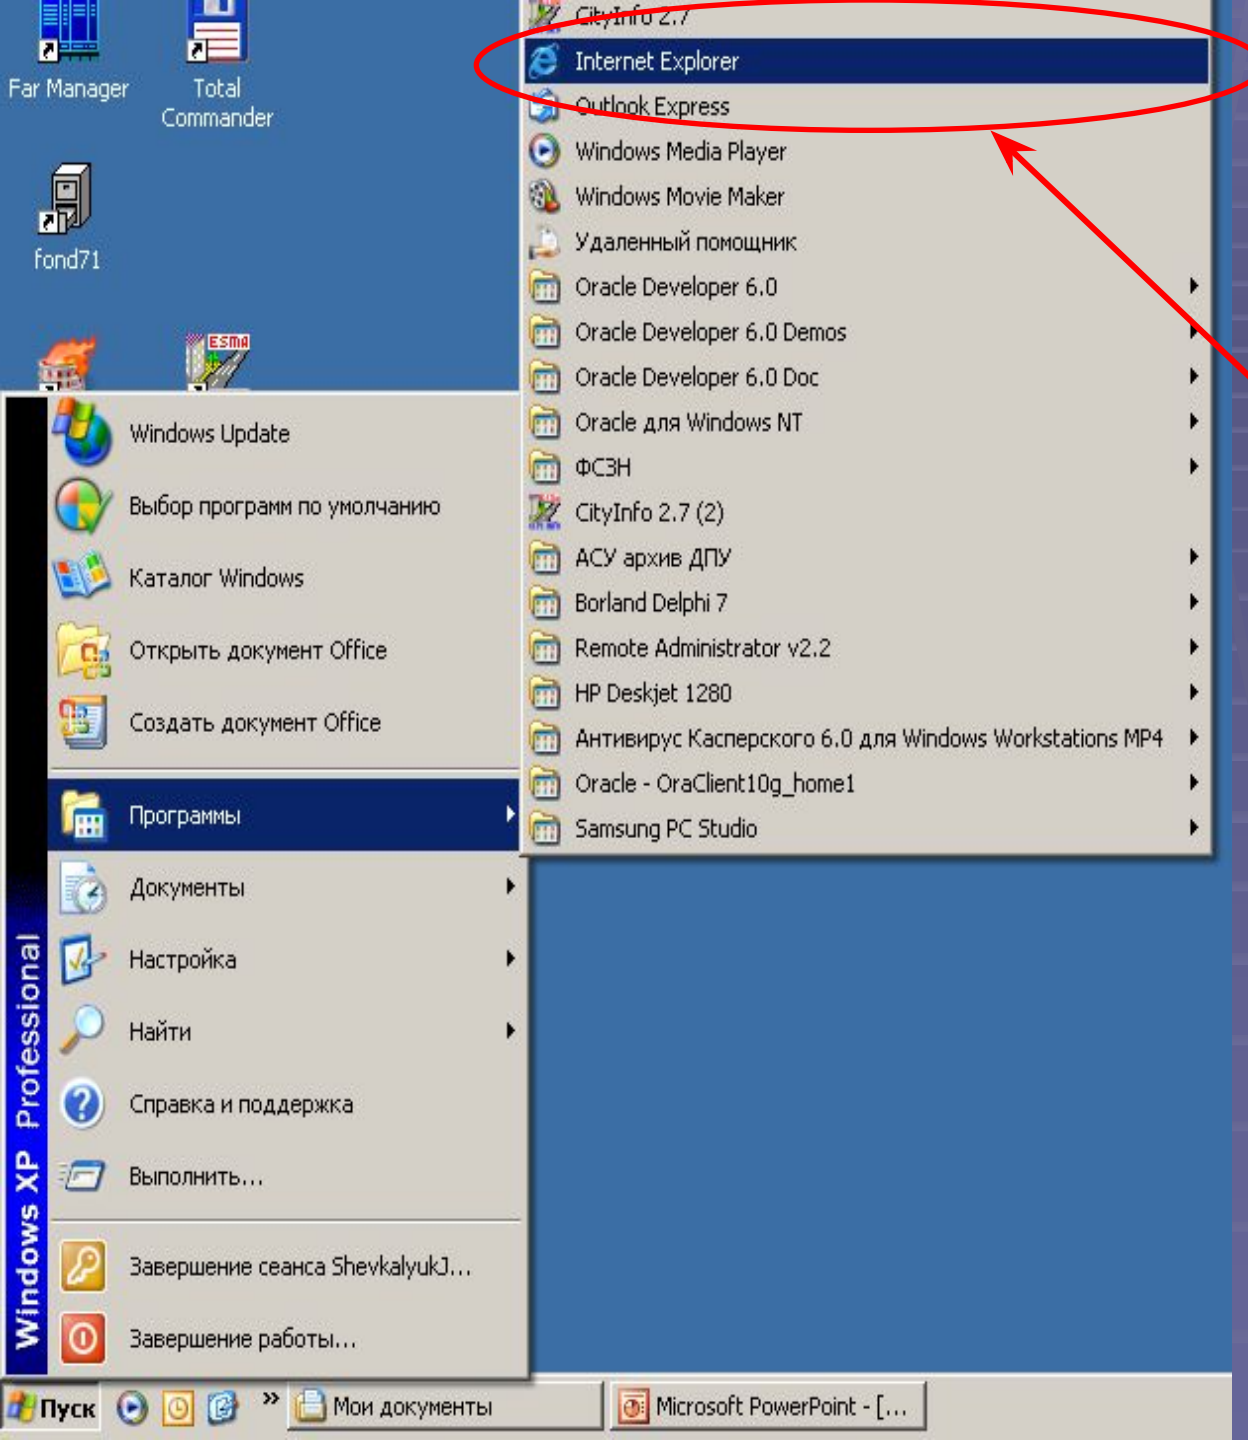 Far Manager
Total
Commander
fond71
ESMA
CityInfo 2.7
Internet Explorer
Outlook Express
Windows Media Player
Windows Movie Maker
Удаленный помощник
Oracle Developer 6.0
Oracle Developer 6.0 Demos
Oracle Developer 6.0 Doc
Oracle для Windows NT
ФСЗН
CityInfo 2.7 (2)
АСУ архив ДПУ
Borland Delphi 7
Remote Administrator v2.2
HP Deskjet 1280
Антивирус Касперского 6.0 для Windows Workstations MP4
Oracle - OraClient10g_home1
Samsung PC Studio
Windows Update
Выбор программ по умолчанию
Каталог Windows
Открыть документ Office
Создать документ Office
Программы
Документы
Настройка
Найти
Справка и поддержка
Выполнить...
Завершение сеанса ShevkalyukJ...
Завершение работы...
Windows XP Professional
Пуск
Мои документы
Microsoft PowerPoint - [...